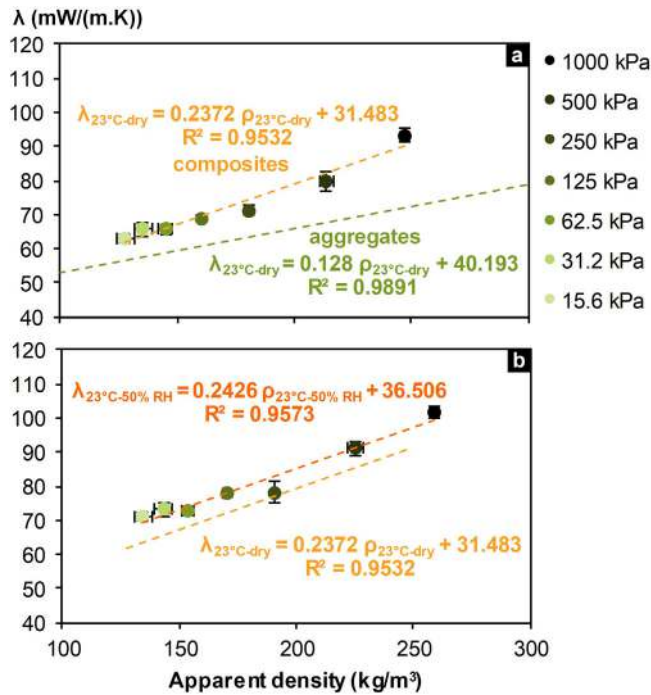 λ (mW/(m.K))
120
110
100
90
80
70
60
50
40
a
λ23°C-dry = 0.2372 ρ23°C-dry + 31.483
R² = 0.9532
composites
aggregates
λ23°C-dry = 0.128 ρ23°C-dry + 40.193
R² = 0.9891
1000 kPa
500 kPa
250 kPa
125 kPa
62.5 kPa
31.2 kPa
15.6 kPa
120
110
100
90
80
70
60
50
40
b
λ23°C-50% RH = 0.2426 ρ23°C-50% RH + 36.506
R² = 0.9573
λ23°C-dry = 0.2372 ρ23°C-dry + 31.483
R² = 0.9532
100 150 200 250 300
Apparent density (kg/m³)